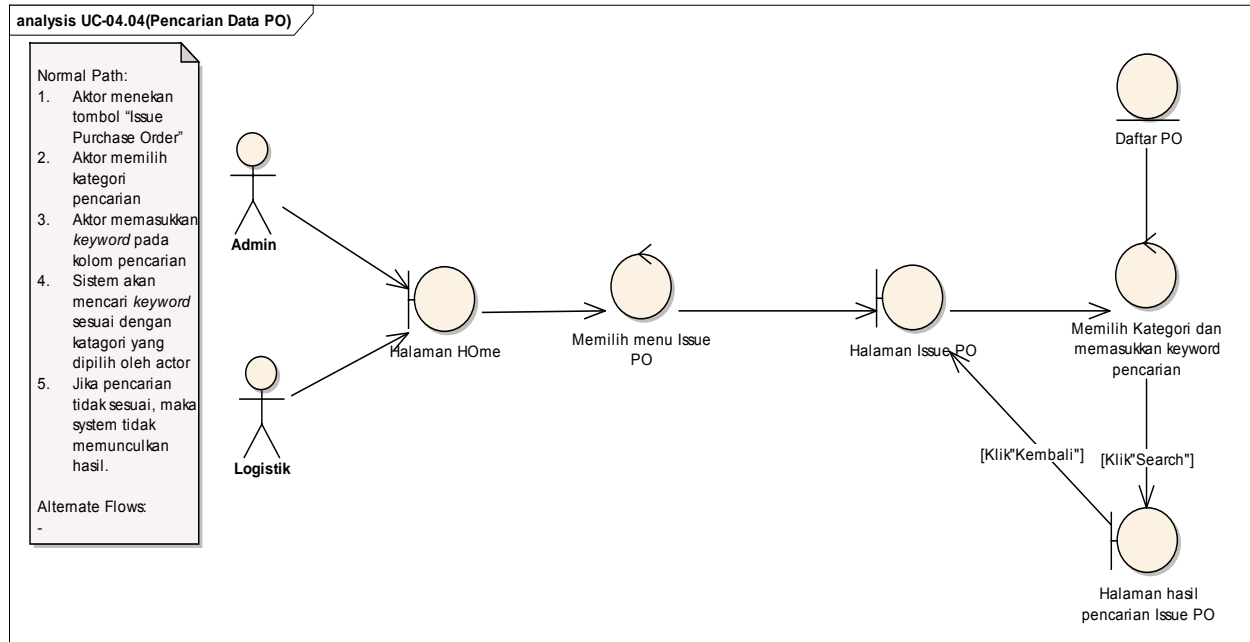 analysis UC-04.04(Pencarian Data PO)
Normal Path:
1. Aktor menekan
tombol “Issue
Purchase Order”
2. Aktor memilih
kategori
pencarian
3. Aktor memasukkan
keyword pada
kolom pencarian
4. Sistem akan
mencari keyword
sesuai dengan
katagori yang
dipilih oleh actor
5. Jika pencarian
tidak sesuai, maka
system tidak
memunculkan
hasil.
Alternate Flows:
-
Admin
Logistik
Halaman HOme
Memilih menu Issue
PO
Halaman Issue PO
Daftar PO
Memilih Kategori dan
memasukkan keyword
pencarian
[Klik"Kembali"]
[Klik"Search"]
Halaman hasil
pencarian Issue PO